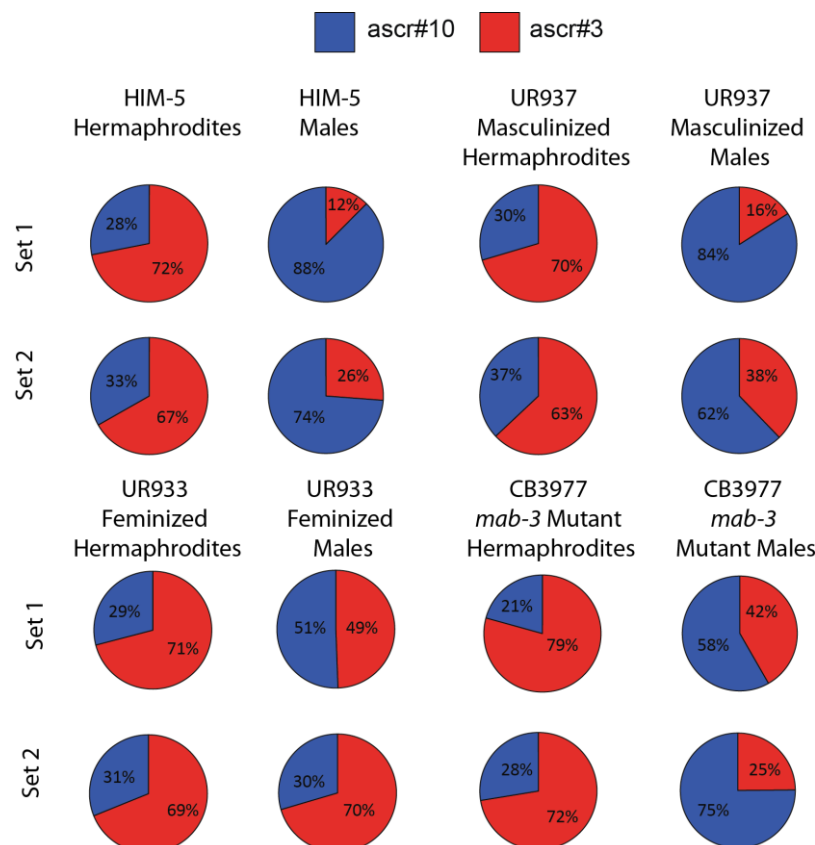 ascr#10 ascr#3
HIM-5 HIM-5 UR937 UR937
Hermaphrodites Males Masculinized Masculinized
Hermaphrodites Males
Set 1
28% 72% 12% 88% 30% 70% 16% 84%
Set 2
33% 67% 26% 74% 37% 63% 38% 62%
UR933 UR933 CB3977 CB3977
Feminized Feminized mab-3 Mutant mab-3
Hermaphrodites Males Hermaphrodites Mutant Males
Set 1
29% 71% 51% 49% 21% 79% 42% 58%
Set 2
31% 69% 30% 70% 28% 72% 25% 75%